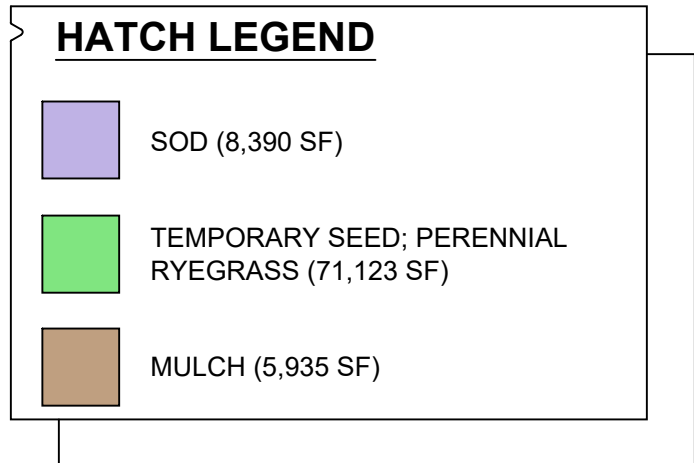 HATCH LEGEND
SOD (8,390 SF)
TEMPORARY SEED; PERENNIAL
RYEGRASS (71,123 SF)
MULCH (5,935 SF)